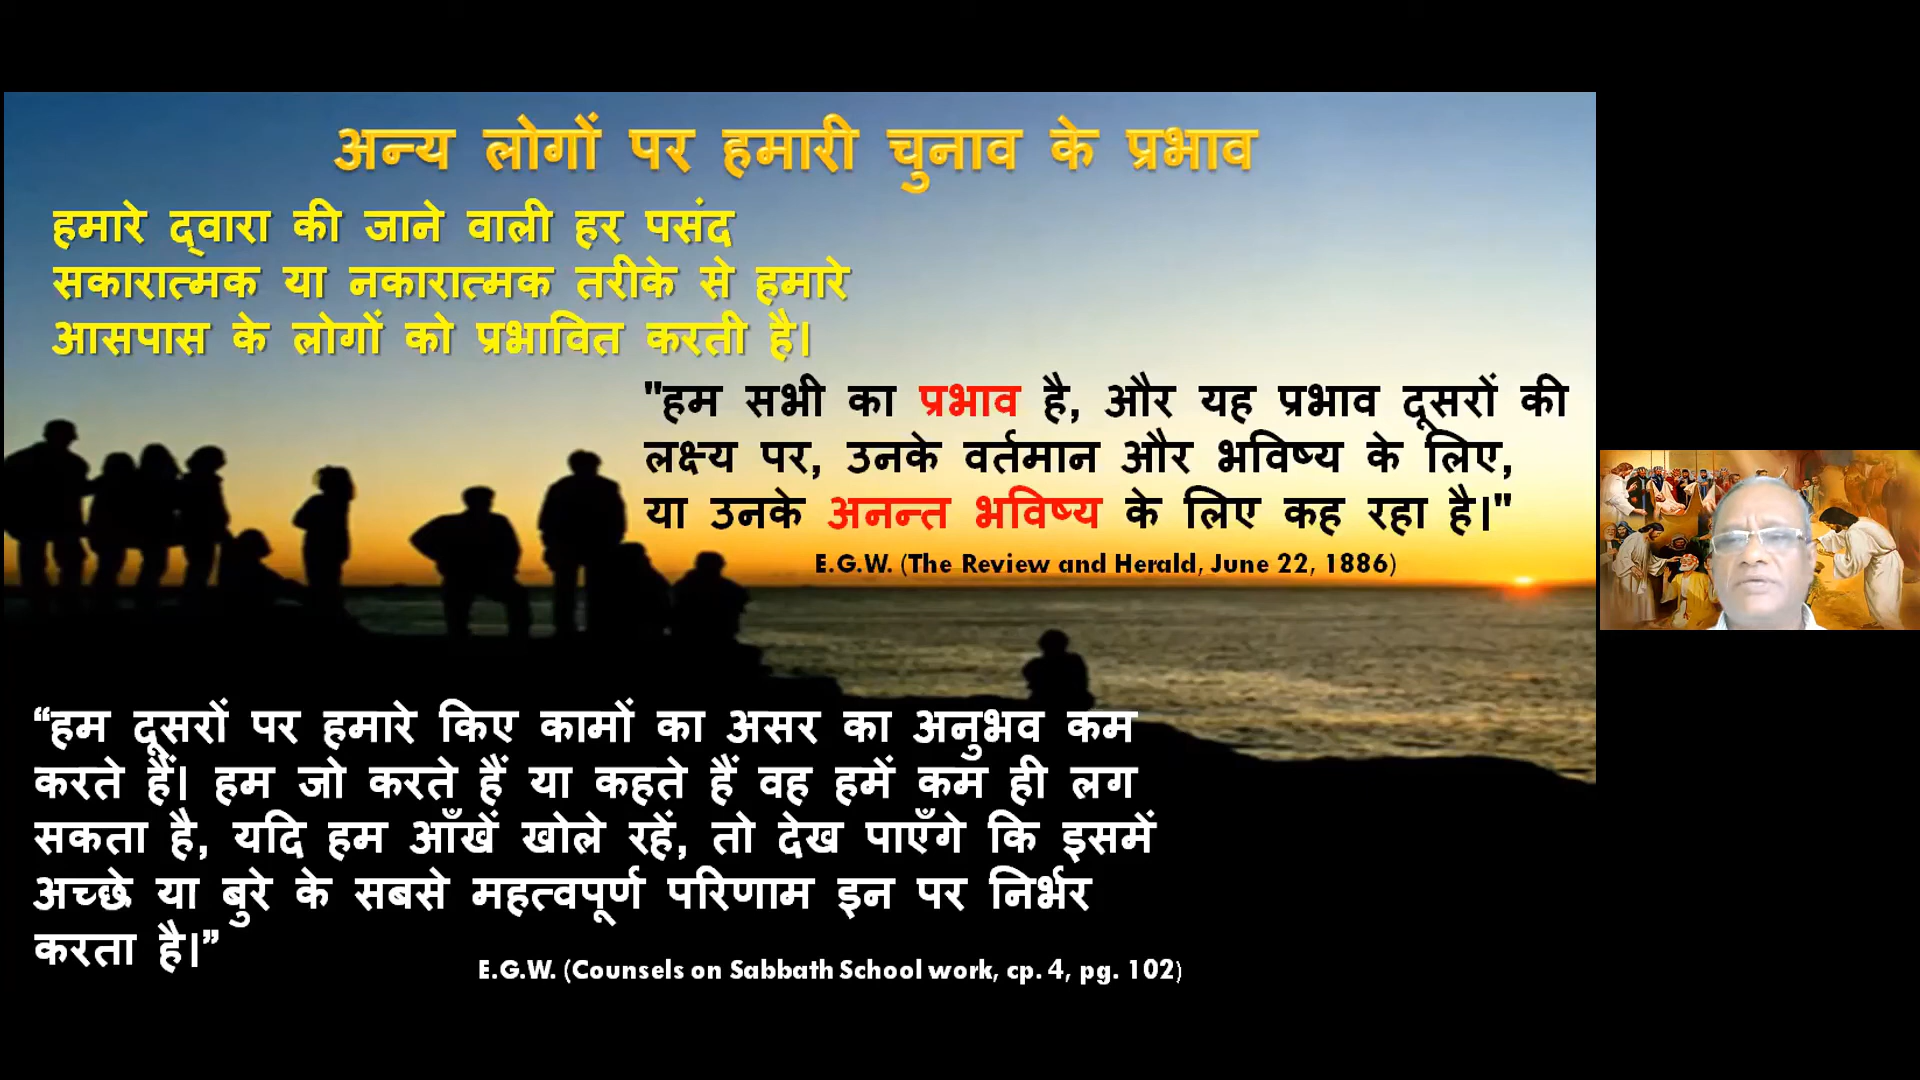 अन्य लोगों पर हमारी चुनाव के प्रभाव
हमारे द्वारा की जाने वाली हर पसंद
सकारात्मक या नकारात्मक तरीके से हमारे
आसपास के लोगों को प्रभावित करती है।
"हम सभी का प्रभाव है, और यह प्रभाव दूसरों की
लक्ष्य पर, उनके वर्तमान और भविष्य के लिए,
या उनके अनन्त भविष्य के लिए कह रहा है।"
E.G.W. (The Review and Herald, June 22, 1886)
“हम दूसरों पर हमारे किए कामों का असर का अनुभव कम
करते हैं। हम जो करते हैं या कहते हैं वह हमें कम ही लग
सकता है, यदि हम आँखें खोले रहें, तो देख पाएँगे कि इसमें
अच्छे या बुरे के सबसे महत्वपूर्ण परिणाम इन पर निर्भर
करता है।”
E.G.W. (Counsels on Sabbath School work, cp. 4, pg. 102)